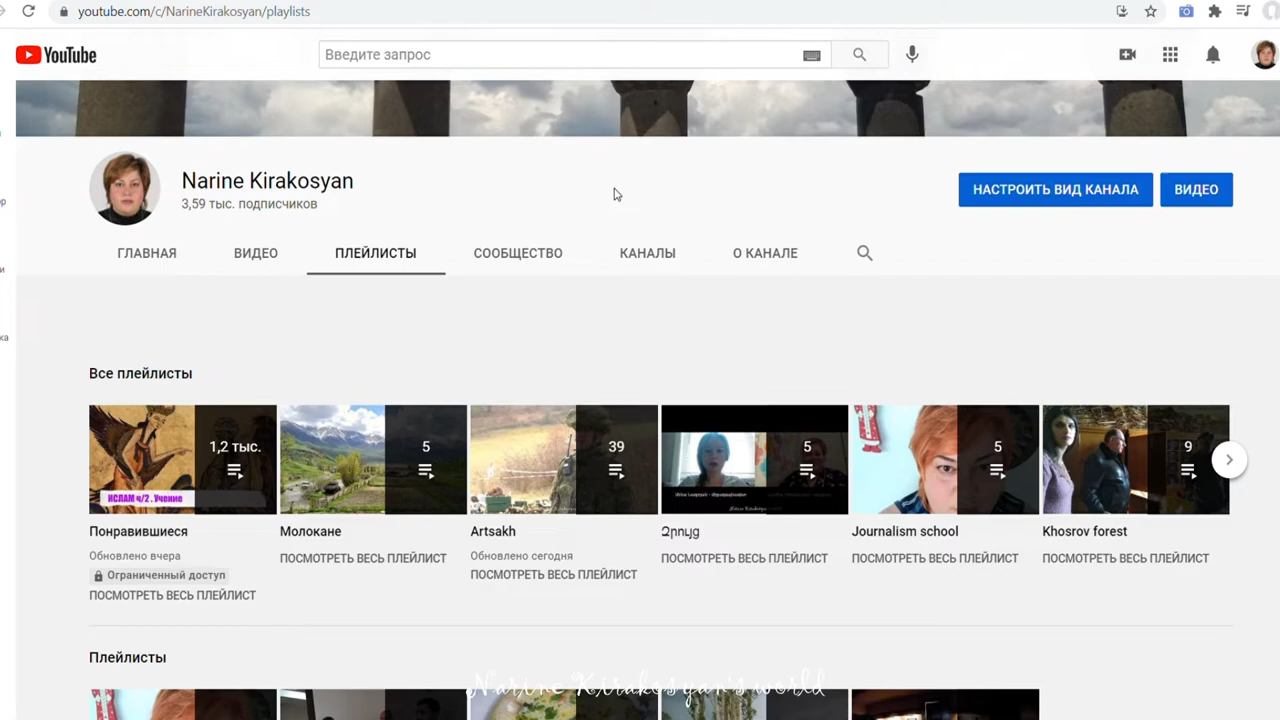 youtube.com/c/NarineKirakosyan/playlists
YouTube
Введите запрос
Narine Kirakosyan
3,59 тыс. подписчиков
НАСТРОИТЬ ВИД КАНАЛА
ВИДЕО
ГЛАВНАЯ
ВИДЕО
ПЛЕЙЛИСТЫ
СООБЩЕСТВО
КАНАЛЫ
О КАНАЛЕ
Все плейлисты
1,2 тыс.
5
39
5
5
9
ИСЛАМ ч/2 . Учение
Понравившиеся
Молокане
Artsakh
Զրույց
Journalism school
Khosrov forest
Обновлено вчера
Ограниченный доступ
ПОСМОТРЕТЬ ВЕСЬ ПЛЕЙЛИСТ
ПОСМОТРЕТЬ ВЕСЬ ПЛЕЙЛИСТ
Обновлено сегодня
ПОСМОТРЕТЬ ВЕСЬ ПЛЕЙЛИСТ
ПОСМОТРЕТЬ ВЕСЬ ПЛЕЙЛИСТ
ПОСМОТРЕТЬ ВЕСЬ ПЛЕЙЛИСТ
ПОСМОТРЕТЬ ВЕСЬ ПЛЕЙЛИСТ
Плейлисты
Narine Kirakosyan's world